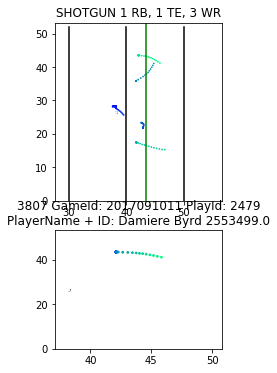 SHOTGUN 1 RB, 1 TE, 3 WR
50
40
30
20
10
0
30 40 50
3807 GameId: 2017091011 PlayId: 2479
PlayerName + ID: Damiere Byrd 2553499.0
40
20
0
40 45 50